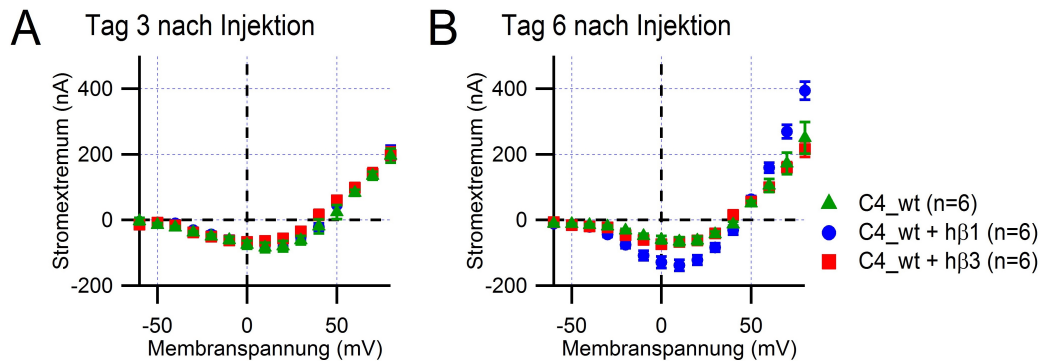 A
Tag 3 nach Injektion
Stromextremum (nA)
400
200
0
-200
-50
0
50
Membranspannung (mV)
B
Tag 6 nach Injektion
Stromextremum (nA)
400
200
0
-200
-50
0
50
Membranspannung (mV)
C4_wt (n=6)
C4_wt + hβ1 (n=6)
C4_wt + hβ3 (n=6)